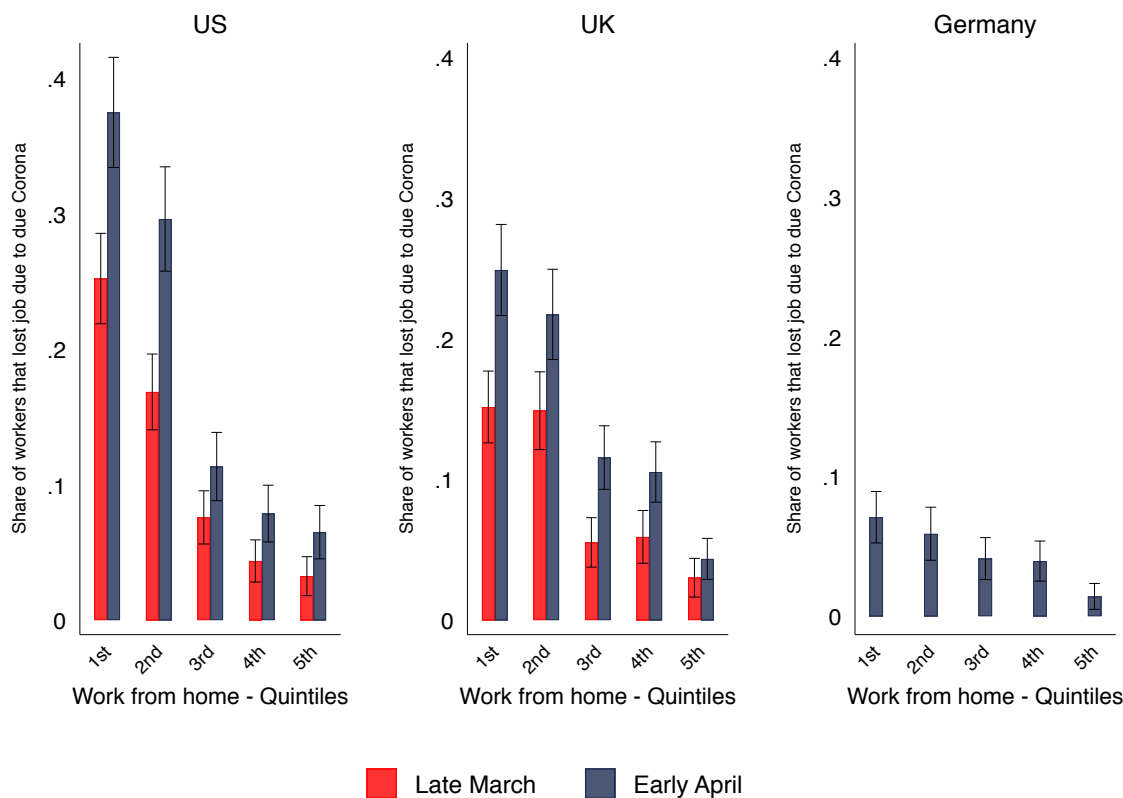 US
Share of workers that lost job due to due Corona
.4
.3
.2
.1
0
1st
2nd
3rd
4th
5th
Work from home - Quintiles
UK
Share of workers that lost job due to due Corona
.4
.3
.2
.1
0
1st
2nd
3rd
4th
5th
Work from home - Quintiles
Germany
Share of workers that lost job due to due Corona
.4
.3
.2
.1
0
1st
2nd
3rd
4th
5th
Work from home - Quintiles
Late March
Early April